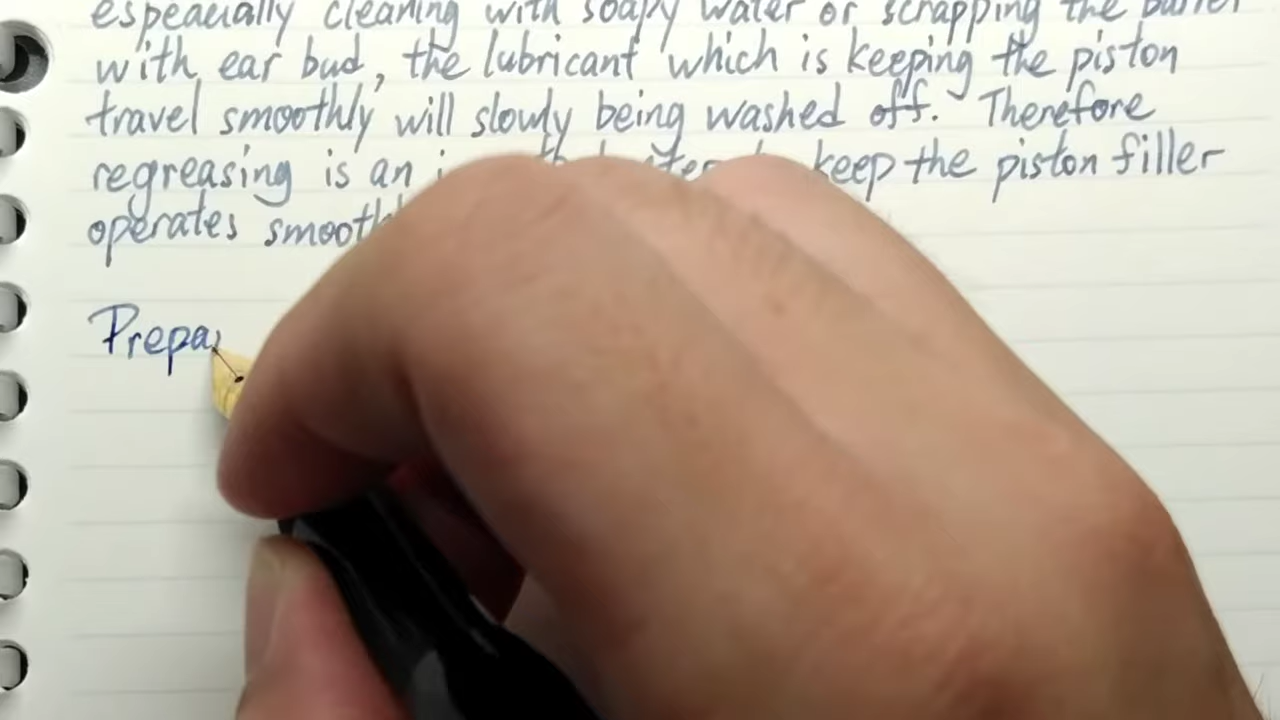 especially cleaning with soapy water or scrapping the barrel
with ear bud, the lubricant which is keeping the piston
travel smoothly will slowly being washed off. Therefore
regreasing is an keep the piston filler
operates
Prepa